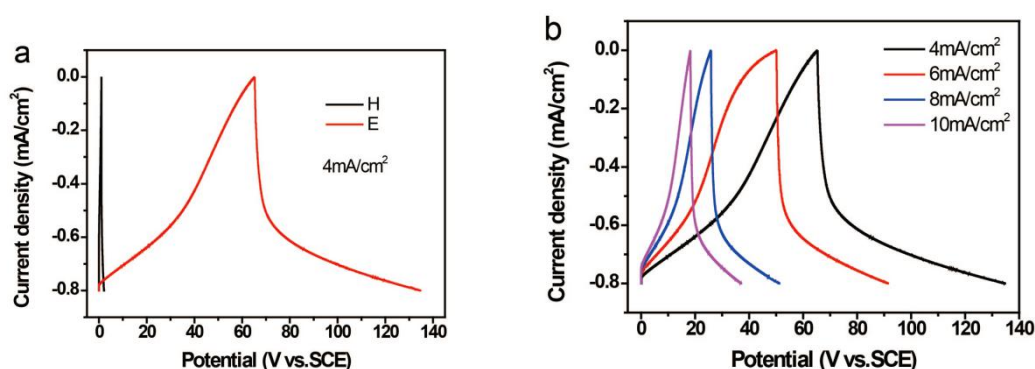 a
0.0
-0.2
-0.4
-0.6
-0.8
Current density (mA/cm²)
H
E
4mA/cm²
0 20 40 60 80 100 120 140
Potential (V vs.SCE)
b
0.0
-0.2
-0.4
-0.6
-0.8
Current density (mA/cm²)
4mA/cm²
6mA/cm²
8mA/cm²
10mA/cm²
0 20 40 60 80 100 120 140
Potential (V vs.SCE)